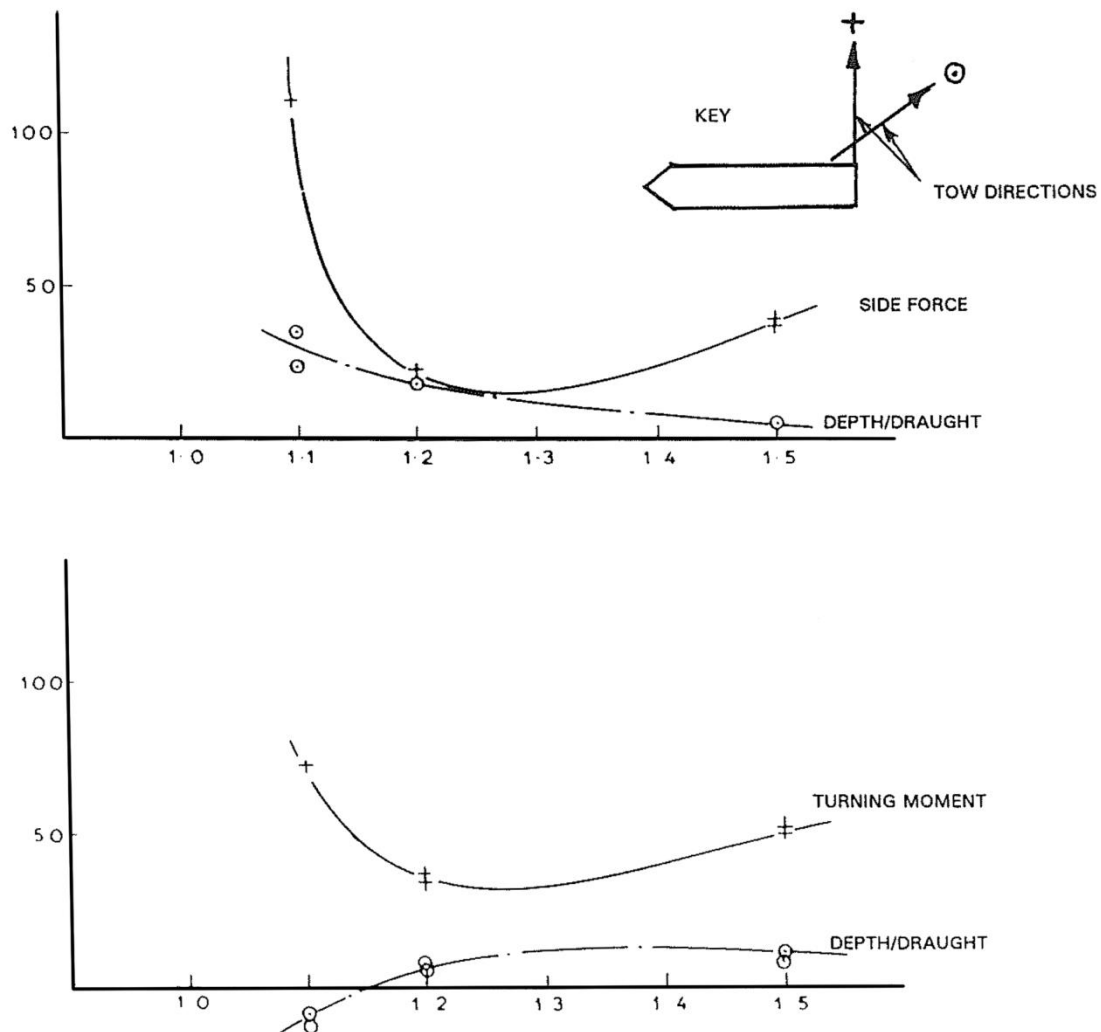 100
KEY
TOW DIRECTIONS
50
SIDE FORCE
DEPTH/DRAUGHT
1·0 1·1 1·2 1·3 1·4 1·5
100
TURNING MOMENT
50
DEPTH/DRAUGHT
1 0 1 2 1 3 1 4 1 5